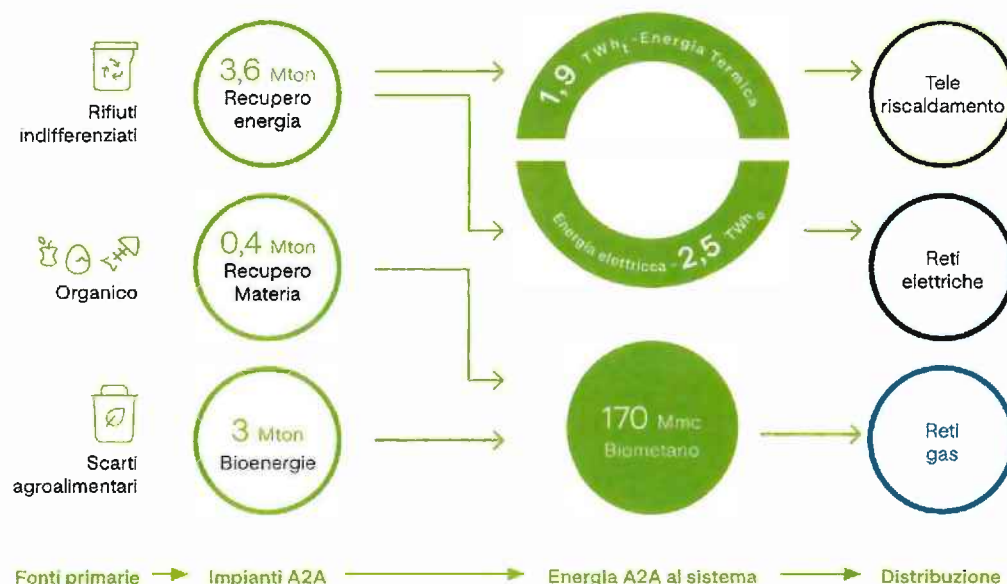 Rifiuti
indifferenziati
3,6 Mton
Recupero
energia
1,9 TWht - Energia Termica
Tele
riscaldamento
Organico
0,4 Mton
Recupero
Materia
Energia elettricca - 2,5 TWhe
Reti
elettriche
Scarti
agroalimentari
3 Mton
Bioenergie
170 Mmc
Biometano
Reti
gas
Fonti primarie
Impianti A2A
Energia A2A al sistema
Distribuzione